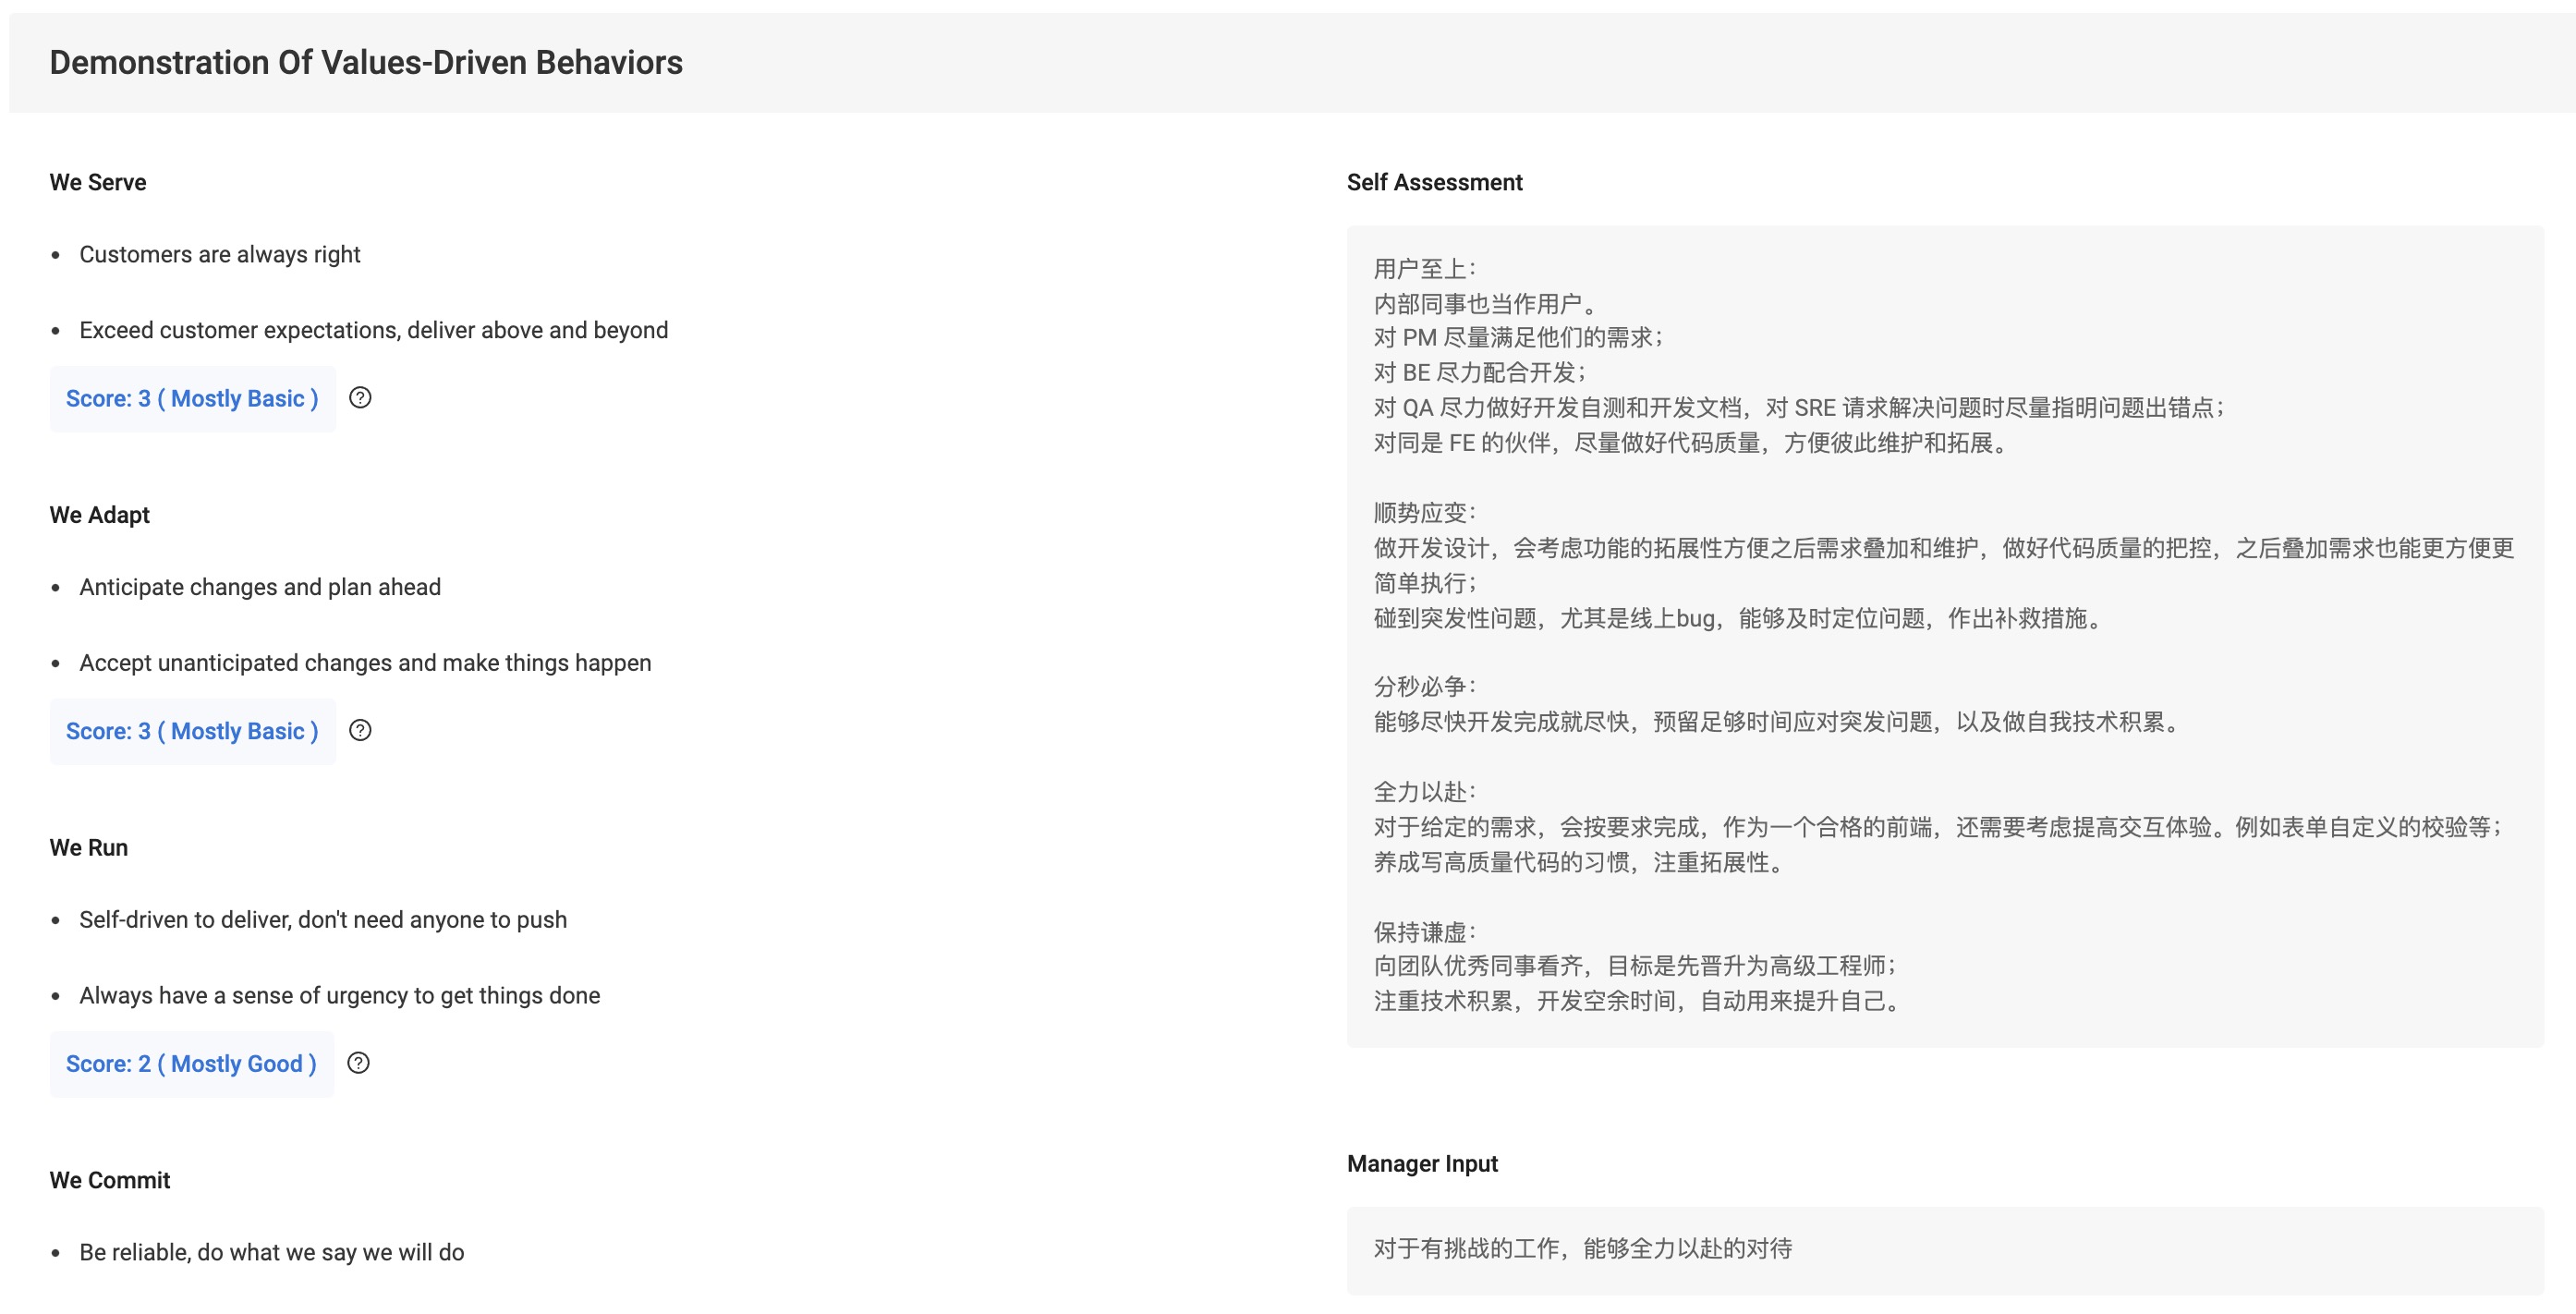 Demonstration Of Values-Driven Behaviors
We Serve
Customers are always right
Exceed customer expectations, deliver above and beyond
Score: 3 ( Mostly Basic )
We Adapt
Anticipate changes and plan ahead
Accept unanticipated changes and make things happen
Score: 3 ( Mostly Basic )
We Run
Self-driven to deliver, don't need anyone to push
Always have a sense of urgency to get things done
Score: 2 ( Mostly Good )
We Commit
Be reliable, do what we say we will do
Self Assessment
用户至上：
内部同事也当作用户。
对 PM 尽量满足他们的需求；
对 BE 尽力配合开发；
对 QA 尽力做好开发自测和开发文档，对 SRE 请求解决问题时尽量指明问题出错点；
对同是 FE 的伙伴，尽量做好代码质量，方便彼此维护和拓展。
顺势应变：
做开发设计，会考虑功能的拓展性方便之后需求叠加和维护，做好代码质量的把控，之后叠加需求也能更方便更
简单执行；
碰到突发性问题，尤其是线上bug，能够及时定位问题，作出补救措施。
分秒必争：
能够尽快开发完成就尽快，预留足够时间应对突发问题，以及做自我技术积累。
全力以赴：
对于给定的需求，会按要求完成，作为一个合格的前端，还需要考虑提高交互体验。例如表单自定义的校验等；
养成写高质量代码的习惯，注重拓展性。
保持谦虚：
向团队优秀同事看齐，目标是先晋升为高级工程师；
注重技术积累，开发空余时间，自动用来提升自己。
Manager Input
对于有挑战的工作，能够全力以赴的对待